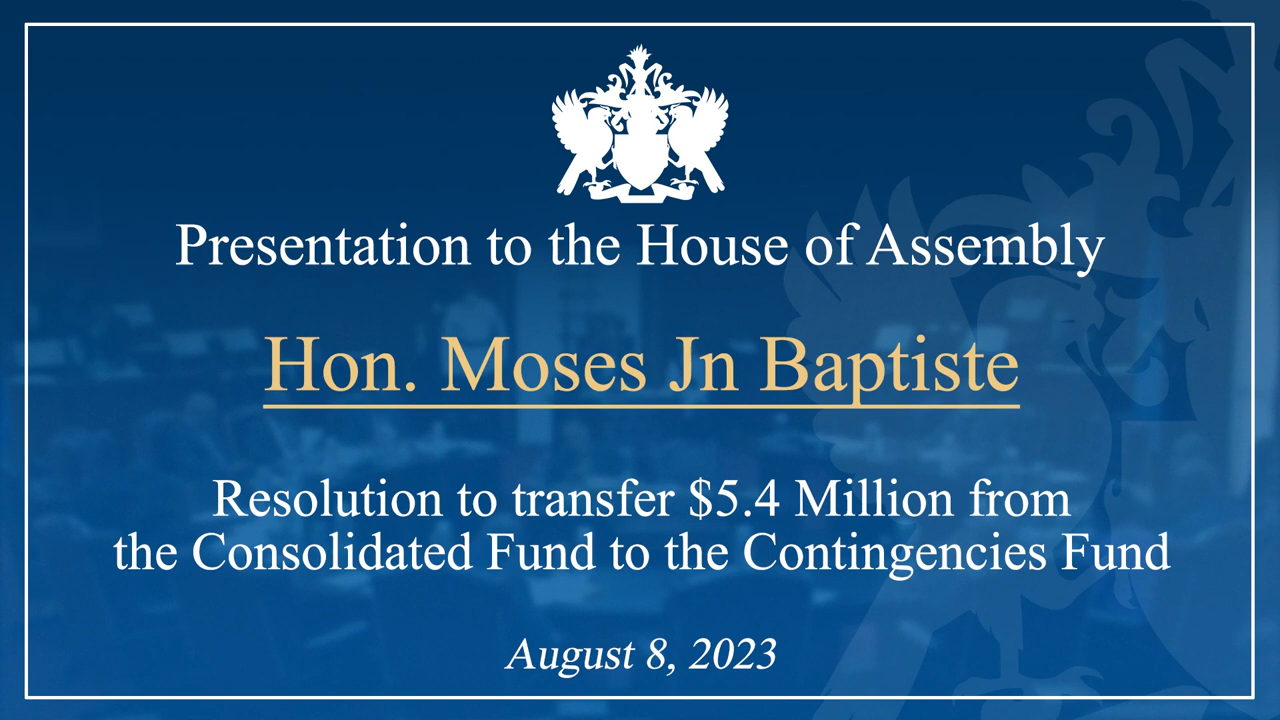 Presentation to the House of Assembly
Hon. Moses Jn Baptiste
Resolution to transfer $5.4 Million from
the Consolidated Fund to the Contingencies Fund
August 8, 2023